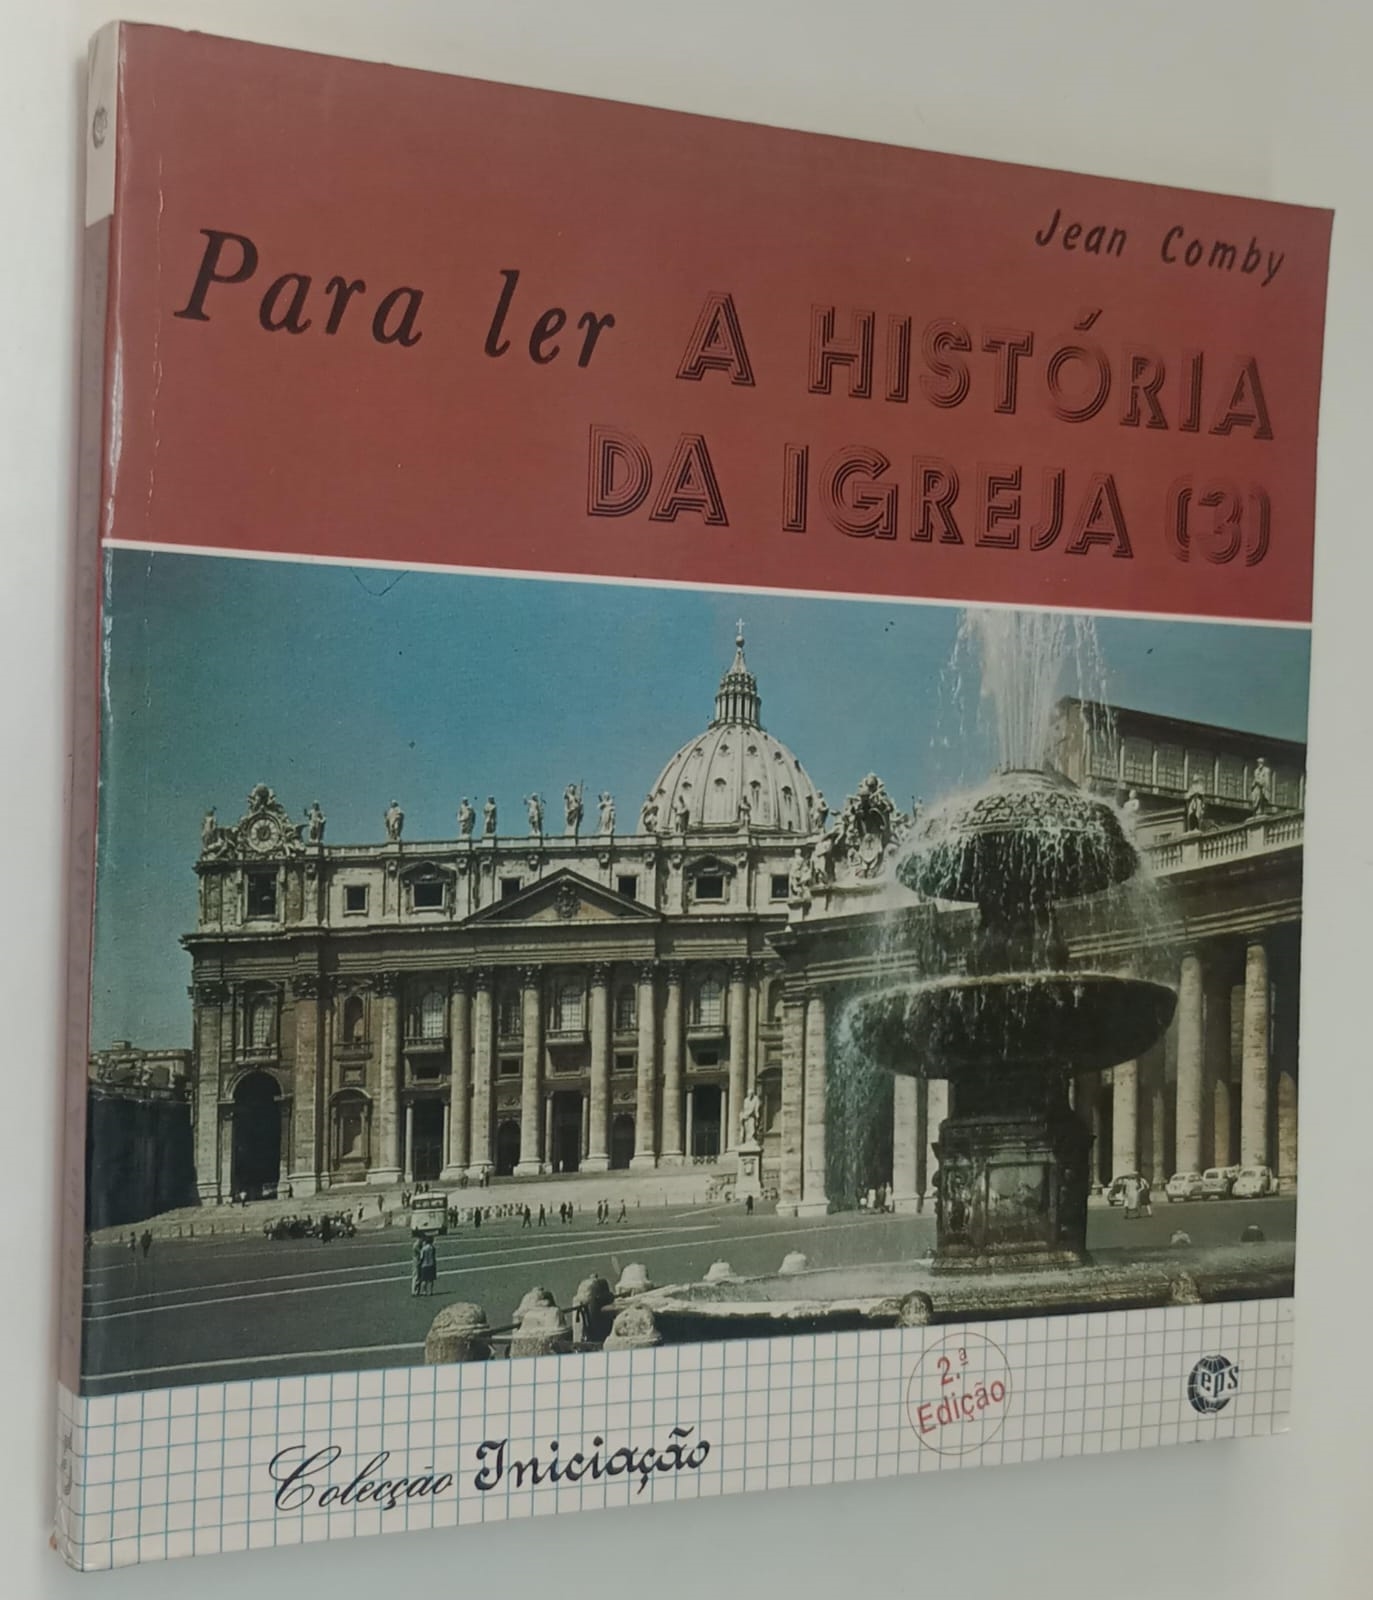 Jean Comby
Para ler A HISTÓRIA
DA IGREJA (3)
2.ª
Edição
eps
Colecção Iniciação